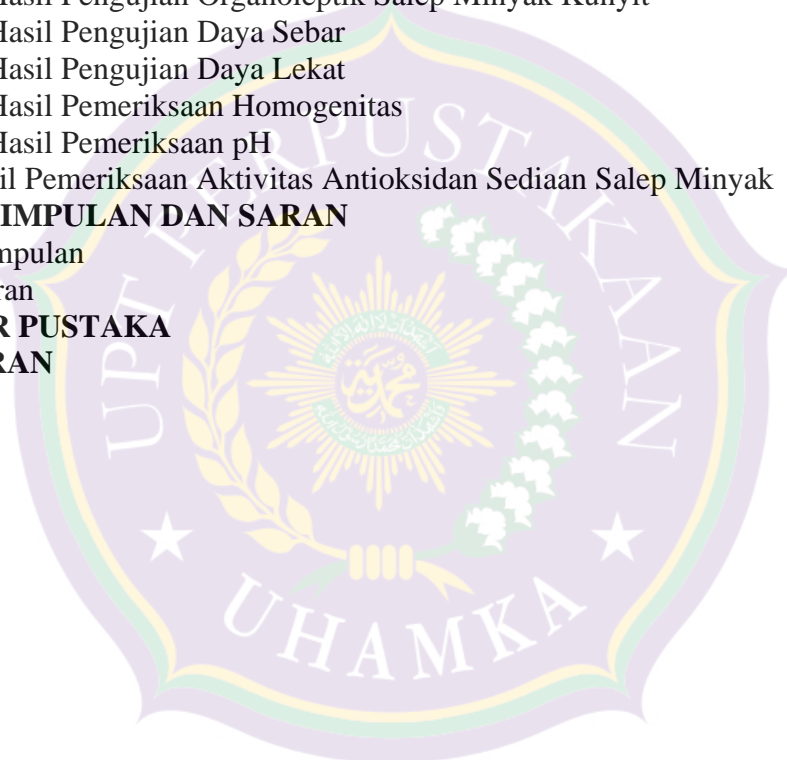 Hasil Pengujian Organoleptik Salep Minyak Kunyit
Hasil Pengujian Daya Sebar
Hasil Pengujian Daya Lekat
Hasil Pemeriksaan Homogenitas
Hasil Pemeriksaan pH
il Pemeriksaan Aktivitas Antioksidan Sediaan Salep Minyak
IMPULAN DAN SARAN
mpulan
ran
R PUSTAKA
RAN
UPT PERPUSTAKAAN
UHAMKA